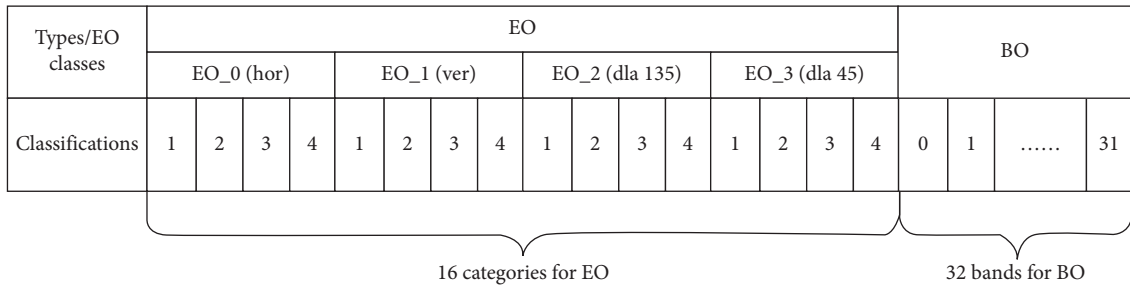 Types/EO
classes
EO
BO
EO_0 (hor)
EO_1 (ver)
EO_2 (dla 135)
EO_3 (dla 45)
Classifications 1 2 3 4 1 2 3 4 1 2 3 4 1 2 3 4 0 1 ...... 31
16 categories for EO
32 bands for BO